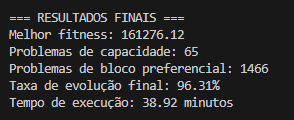 === RESULTADOS FINAIS ===
Melhor fitness: 161276.12
Problemas de capacidade: 65
Problemas de bloco preferencial: 1466
Taxa de evolução final: 96.31%
Tempo de execução: 38.92 minutos